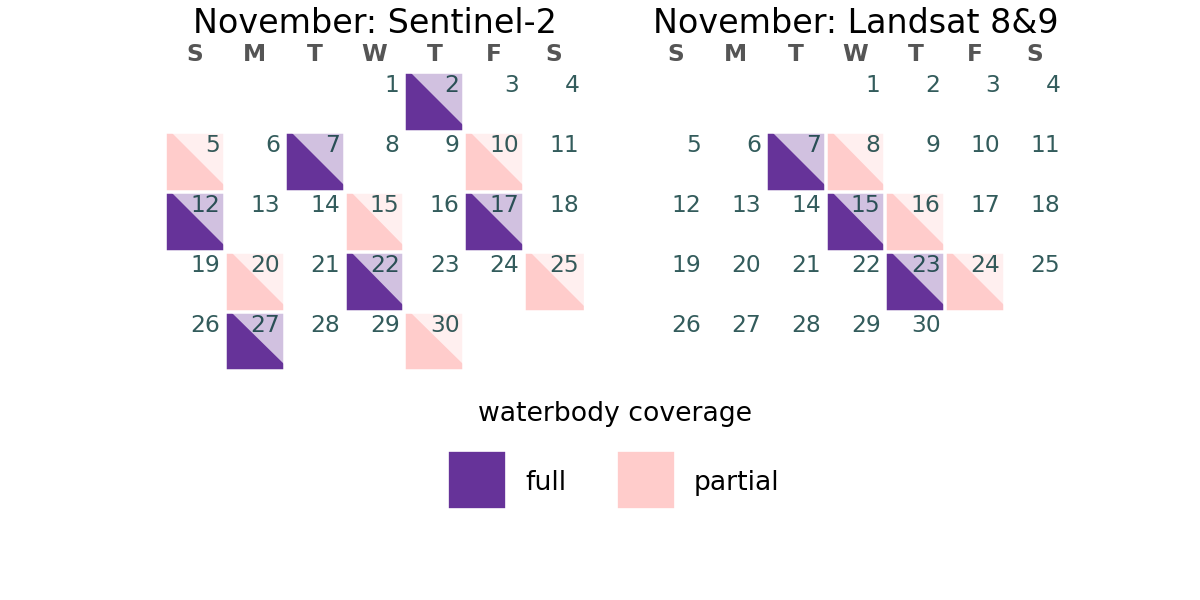 November: Sentinel-2
S M T W T F S
1 2 3 4
5 6 7 8 9 10 11
12 13 14 15 16 17 18
19 20 21 22 23 24 25
26 27 28 29 30
November: Landsat 8&9
S M T W T F S
1 2 3 4
5 6 7 8 9 10 11
12 13 14 15 16 17 18
19 20 21 22 23 24 25
26 27 28 29 30
waterbody coverage
full partial